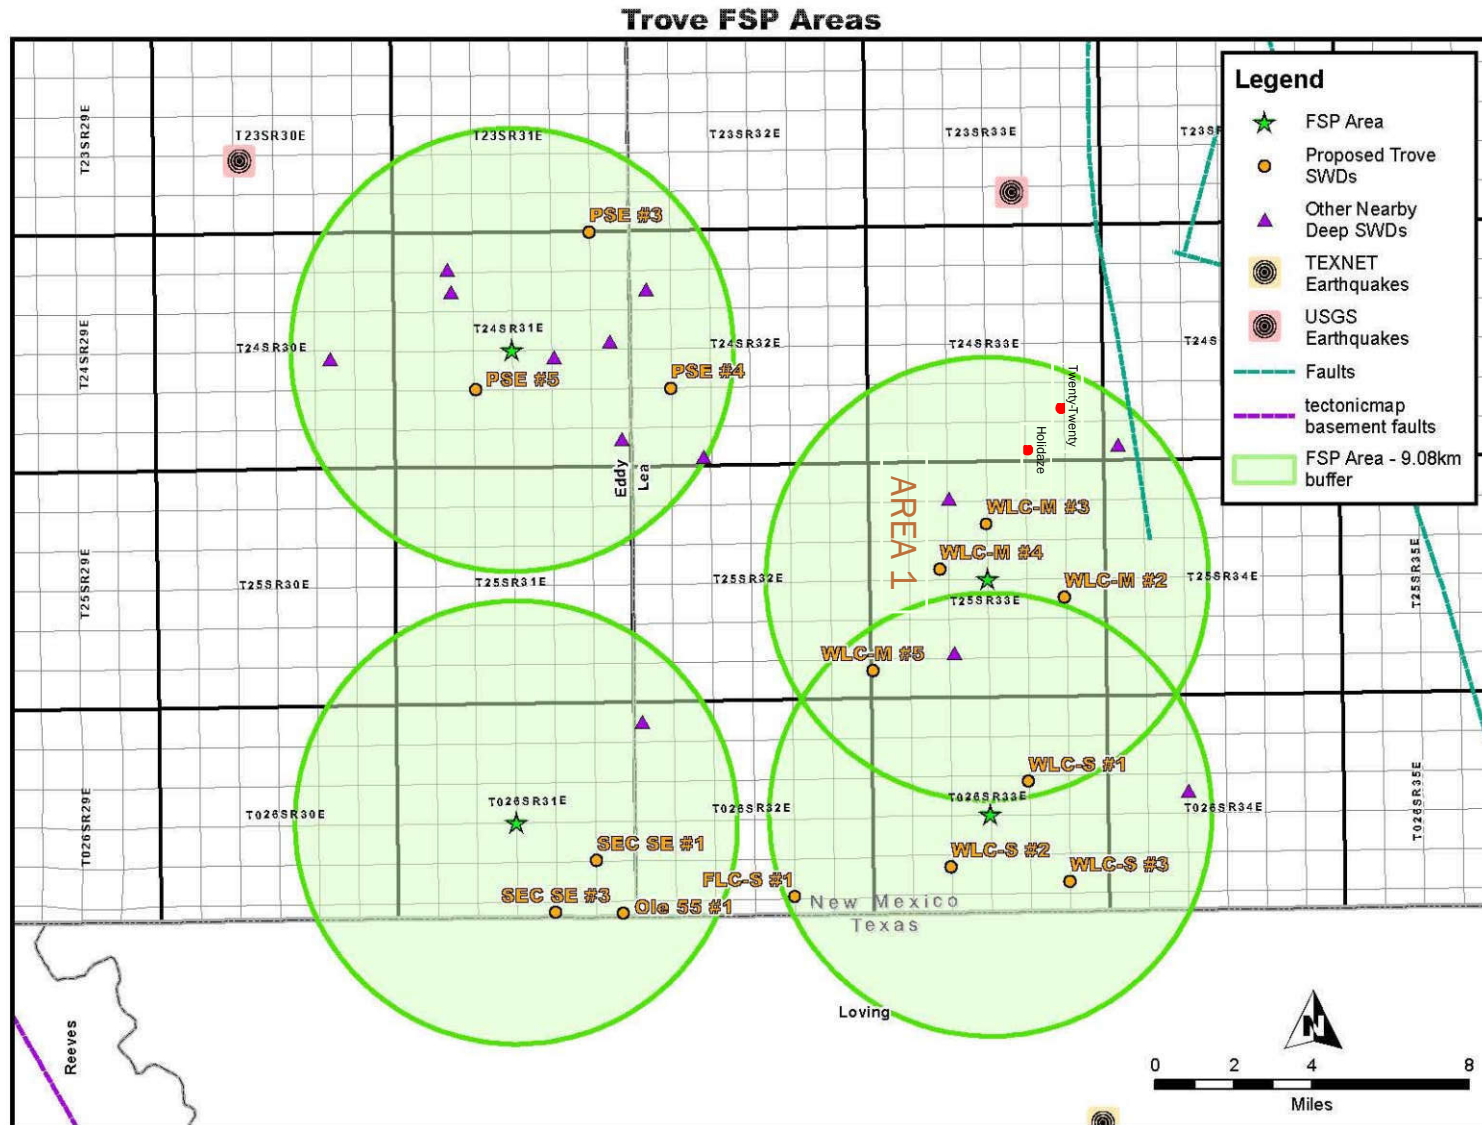 Trove FSP Areas
T23SR29E
T23SR30E
T23SR31E
T23SR32E
T23SR33E
Legend
FSP Area
Proposed Trove
SWDs
Other Nearby
Deep SWDs
TEXNET
Earthquakes
USGS
Earthquakes
Faults
tectonicmap
basement faults
FSP Area - 9.08km
buffer
PSE #3
T24SR29E
T24SR30E
T24SR31E
T24SR32E
T24SR33E
T24S
PSE #5
PSE #4
Twenty-Twenty
Holidaze
Eddy
Lea
AREA 1
WLC-M #3
WLC-M #4
WLC-M #2
T25SR29E
T25SR30E
T25SR31E
T25SR32E
T25SR33E
T25SR34E
T25SR35E
WLC-M #5
WLC-S #1
T026SR29E
T026SR30E
T026SR31E
T026SR32E
T026SR33E
T026SR34E
T026SR35E
SEC SE #1
WLC-S #2
WLC-S #3
FLC-S #1
SEC SE #3
Ole 55 #1
New Mexico
Texas
Loving
Reeves
N
0 2 4 8
Miles